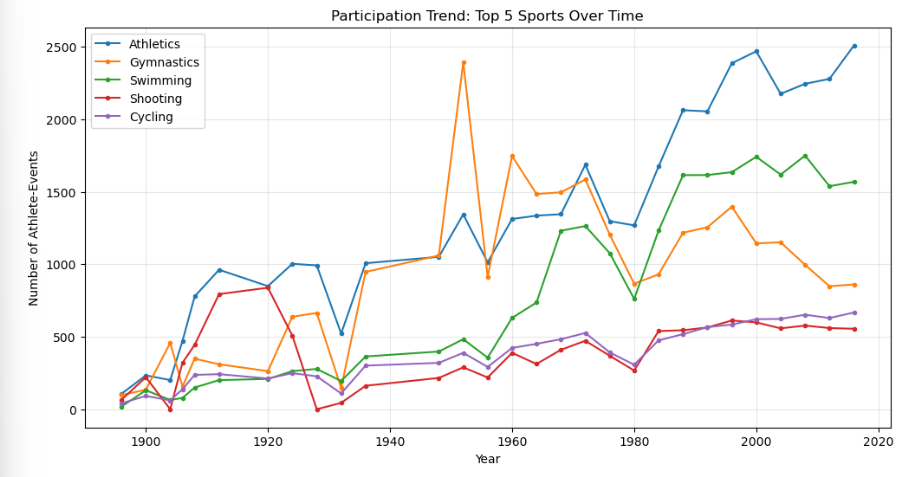 Participation Trend: Top 5 Sports Over Time
Athletics
Gymnastics
Swimming
Shooting
Cycling
Number of Athlete-Events
2500
2000
1500
1000
500
0
1900
1920
1940
1960
1980
2000
2020
Year